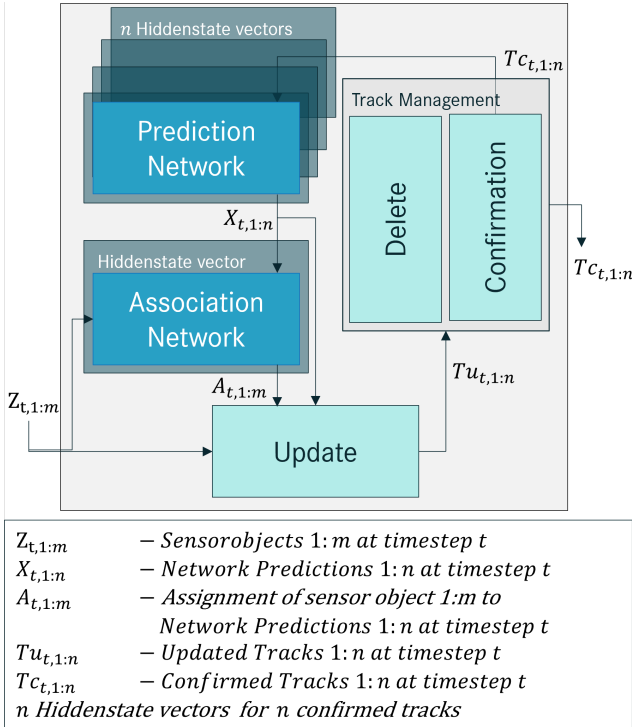 n Hiddenstate vectors
Tc_{t,1:n}
Prediction
Network
Track Management
Delete
Confirmation
X_{t,1:n}
Hiddenstate vector
Tc_{t,1:n}
Association
Network
A_{t,1:m}
Tu_{t,1:n}
Z_{t,1:m}
Update
Z_{t,1:m} – Sensorobjects 1:m at timestep t
X_{t,1:n} – Network Predictions 1:n at timestep t
A_{t,1:m} – Assignment of sensor object 1:m to
Network Predictions 1:n at timestep t
Tu_{t,1:n} – Updated Tracks 1:n at timestep t
Tc_{t,1:n} – Confirmed Tracks 1:n at timestep t
n Hiddenstate vectors for n confirmed tracks